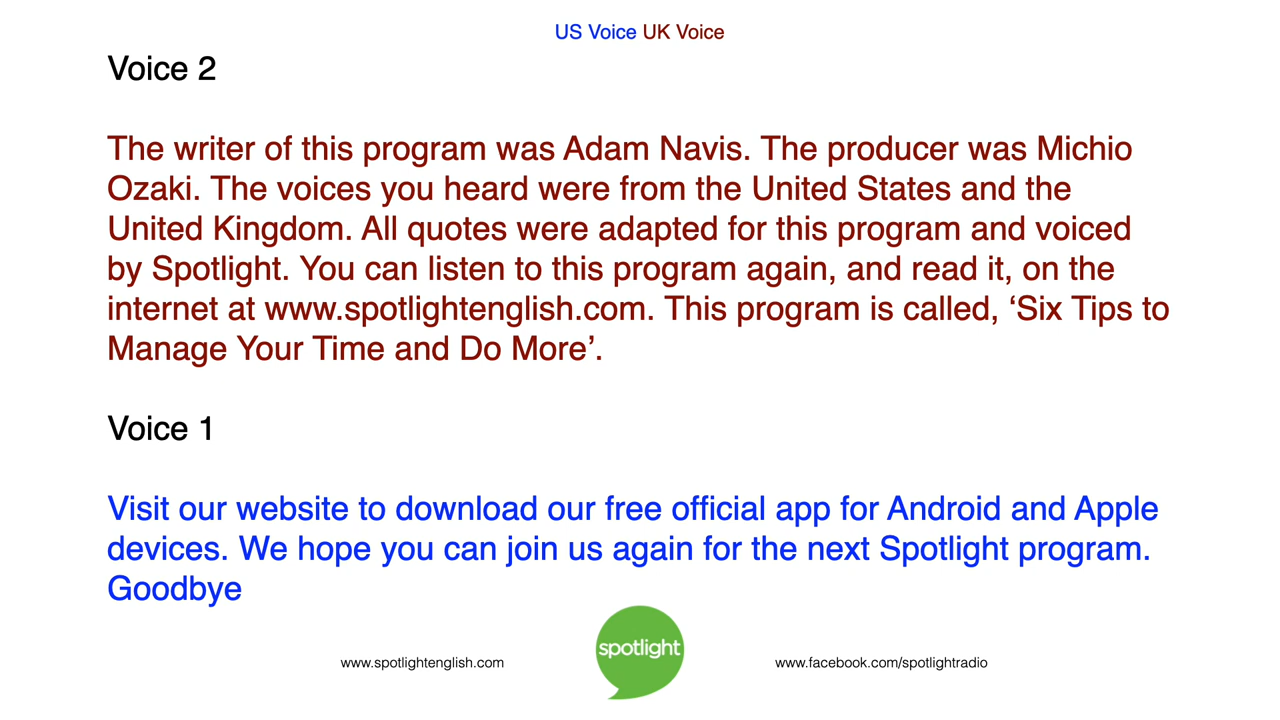 US Voice UK Voice
Voice 2
The writer of this program was Adam Navis. The producer was Michio
Ozaki. The voices you heard were from the United States and the
United Kingdom. All quotes were adapted for this program and voiced
by Spotlight. You can listen to this program again, and read it, on the
internet at www.spotlightenglish.com. This program is called, ‘Six Tips to
Manage Your Time and Do More’.
Voice 1
Visit our website to download our free official app for Android and Apple
devices. We hope you can join us again for the next Spotlight program.
Goodbye
www.spotlightenglish.com
spotlight
www.facebook.com/spotlightradio